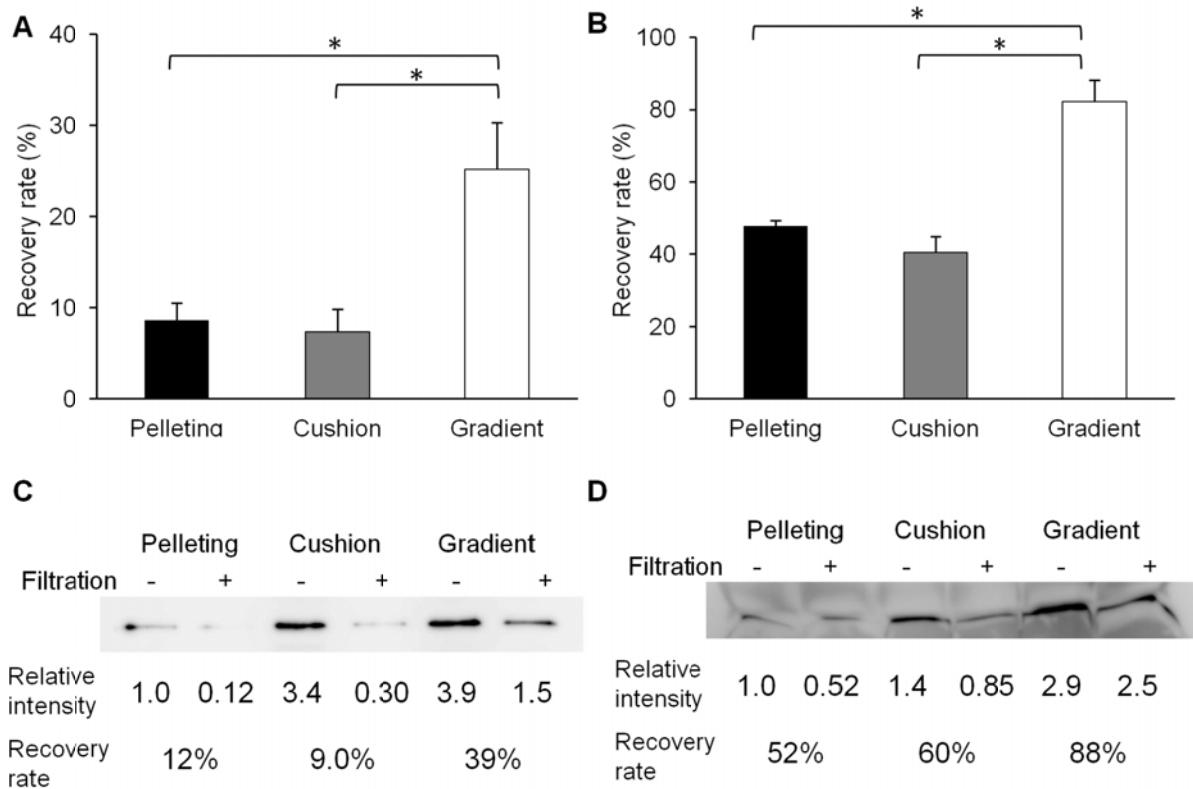 A
Recovery rate (%)
40
30
20
10
0
*
*
Pelleting
Cushion
Gradient
B
Recovery rate (%)
100
80
60
40
20
0
*
*
Pelleting
Cushion
Gradient
C
Pelleting Cushion Gradient
Filtration - + - + - +
Relative
intensity
1.0 0.12 3.4 0.30 3.9 1.5
Recovery
rate
12% 9.0% 39%
D
Pelleting Cushion Gradient
Filtration - + - + - +
Relative
intensity
1.0 0.52 1.4 0.85 2.9 2.5
Recovery
rate
52% 60% 88%